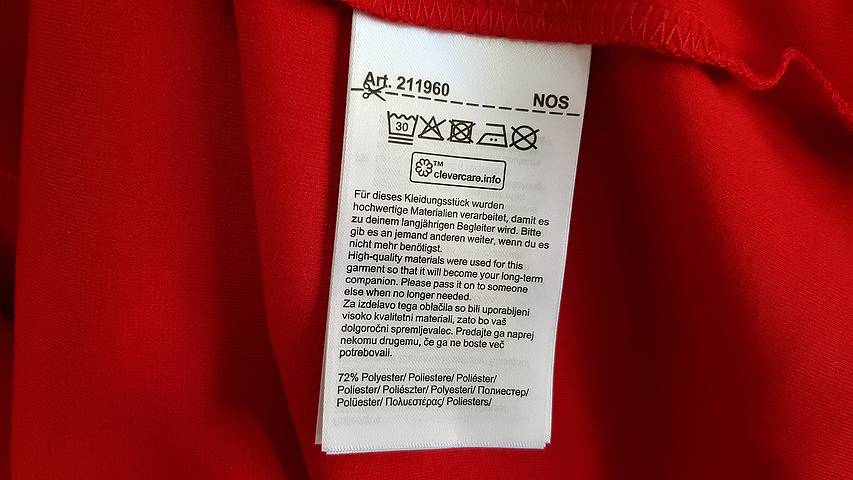 Art. 211960
NOS
30
TM
clevercare.info
Für dieses Kleidungsstück wurden
hochwertige Materialien verarbeitet, damit es
zu deinem langjährigen Begleiter wird. Bitte
gib es an jemand anderen weiter, wenn du es
nicht mehr benötigst.
High-quality materials were used for this
garment so that it will become your long-term
companion. Please pass it on to someone
else when no longer needed.
Za izdelavo tega oblačila so bili uporabljeni
visoko kvalitetni materiali, zato bo vaš
dolgoročni spremljevalec. Predajte ga naprej
nekomu drugemu, če ga ne boste več
potrebovali.
72% Polyester/ Poliestere/ Poliéster/
Poliester/ Poliészter/ Polyesteri/ Полиестер/
Polüester/ Πολυεστέρας/ Poliesters/